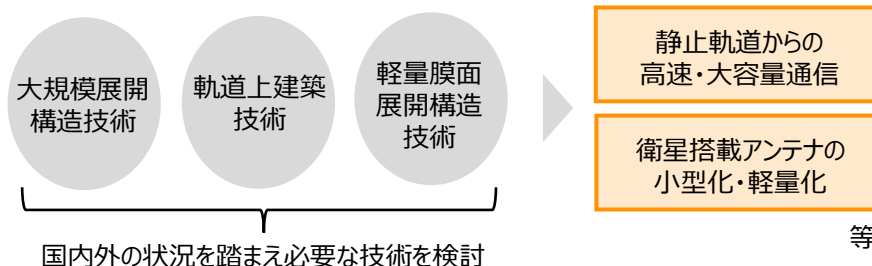 大規模展開
構造技術
軌道上建築
技術
軽量膜面
展開構造
技術
国内外の状況を踏まえ必要な技術を検討
静止軌道からの
高速・大容量通信
衛星搭載アンテナの
小型化・軽量化
等